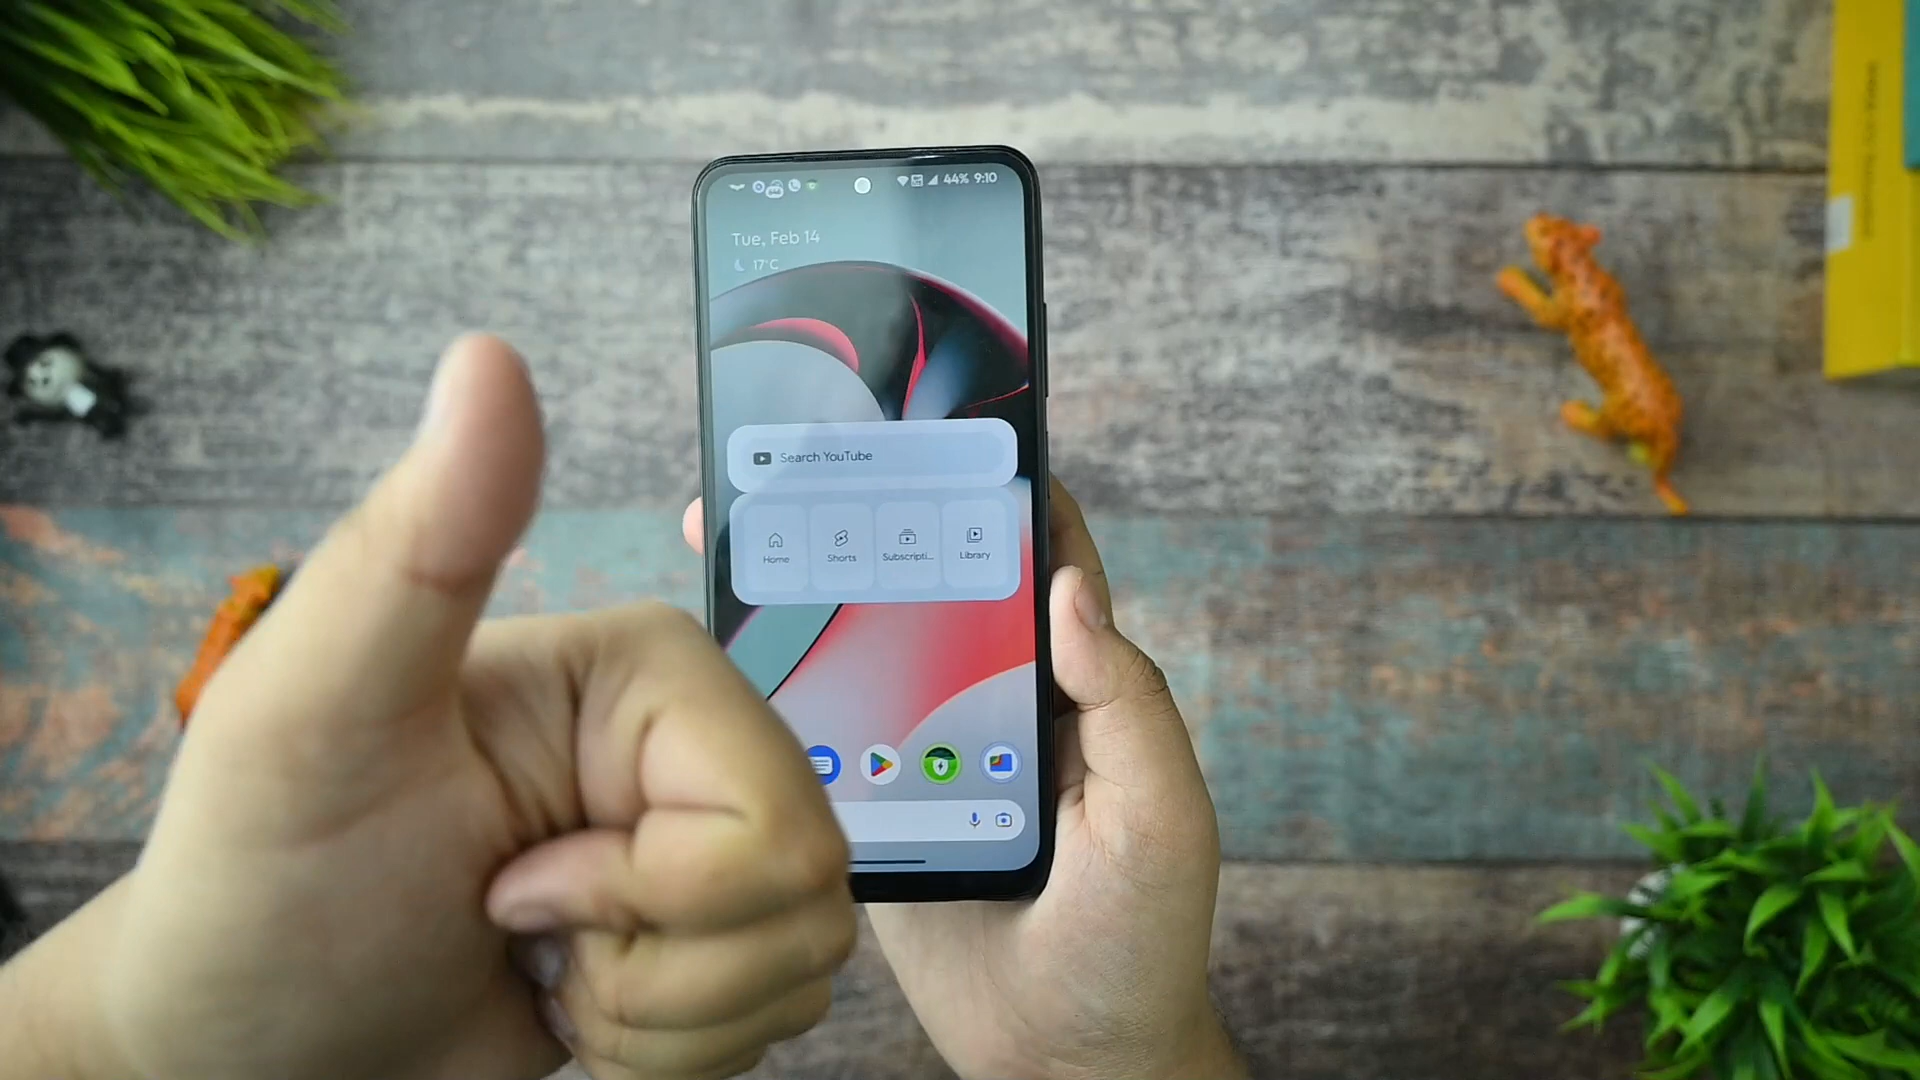 44% 9:10
Tue, Feb 14
17°C
Search YouTube
Home
Shorts
Subscripti...
Library